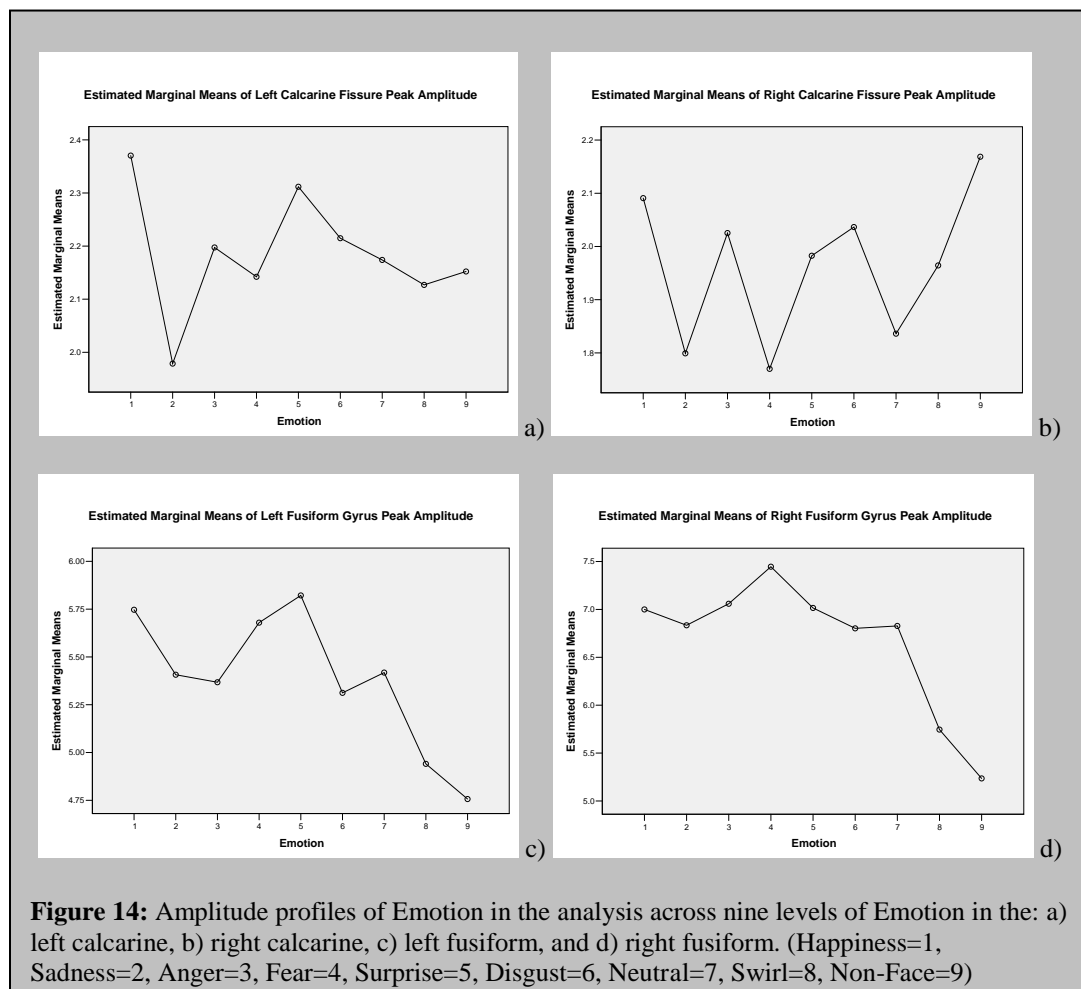 Estimated Marginal Means of Left Calcarine Fissure Peak Amplitude
Estimated Marginal Means
2.4
2.3
2.2
2.1
2.0
1 2 3 4 5 6 7 8 9
Emotion
a)
Estimated Marginal Means of Right Calcarine Fissure Peak Amplitude
Estimated Marginal Means
2.2
2.1
2.0
1.9
1.8
1 2 3 4 5 6 7 8 9
Emotion
b)
Estimated Marginal Means of Left Fusiform Gyrus Peak Amplitude
Estimated Marginal Means
6.00
5.75
5.50
5.25
5.00
4.75
1 2 3 4 5 6 7 8 9
Emotion
c)
Estimated Marginal Means of Right Fusiform Gyrus Peak Amplitude
Estimated Marginal Means
7.5
7.0
6.5
6.0
5.5
5.0
1 2 3 4 5 6 7 8 9
Emotion
d)
Figure 14: Amplitude profiles of Emotion in the analysis across nine levels of Emotion in the: a)
left calcarine, b) right calcarine, c) left fusiform, and d) right fusiform. (Happiness=1,
Sadness=2, Anger=3, Fear=4, Surprise=5, Disgust=6, Neutral=7, Swirl=8, Non-Face=9)